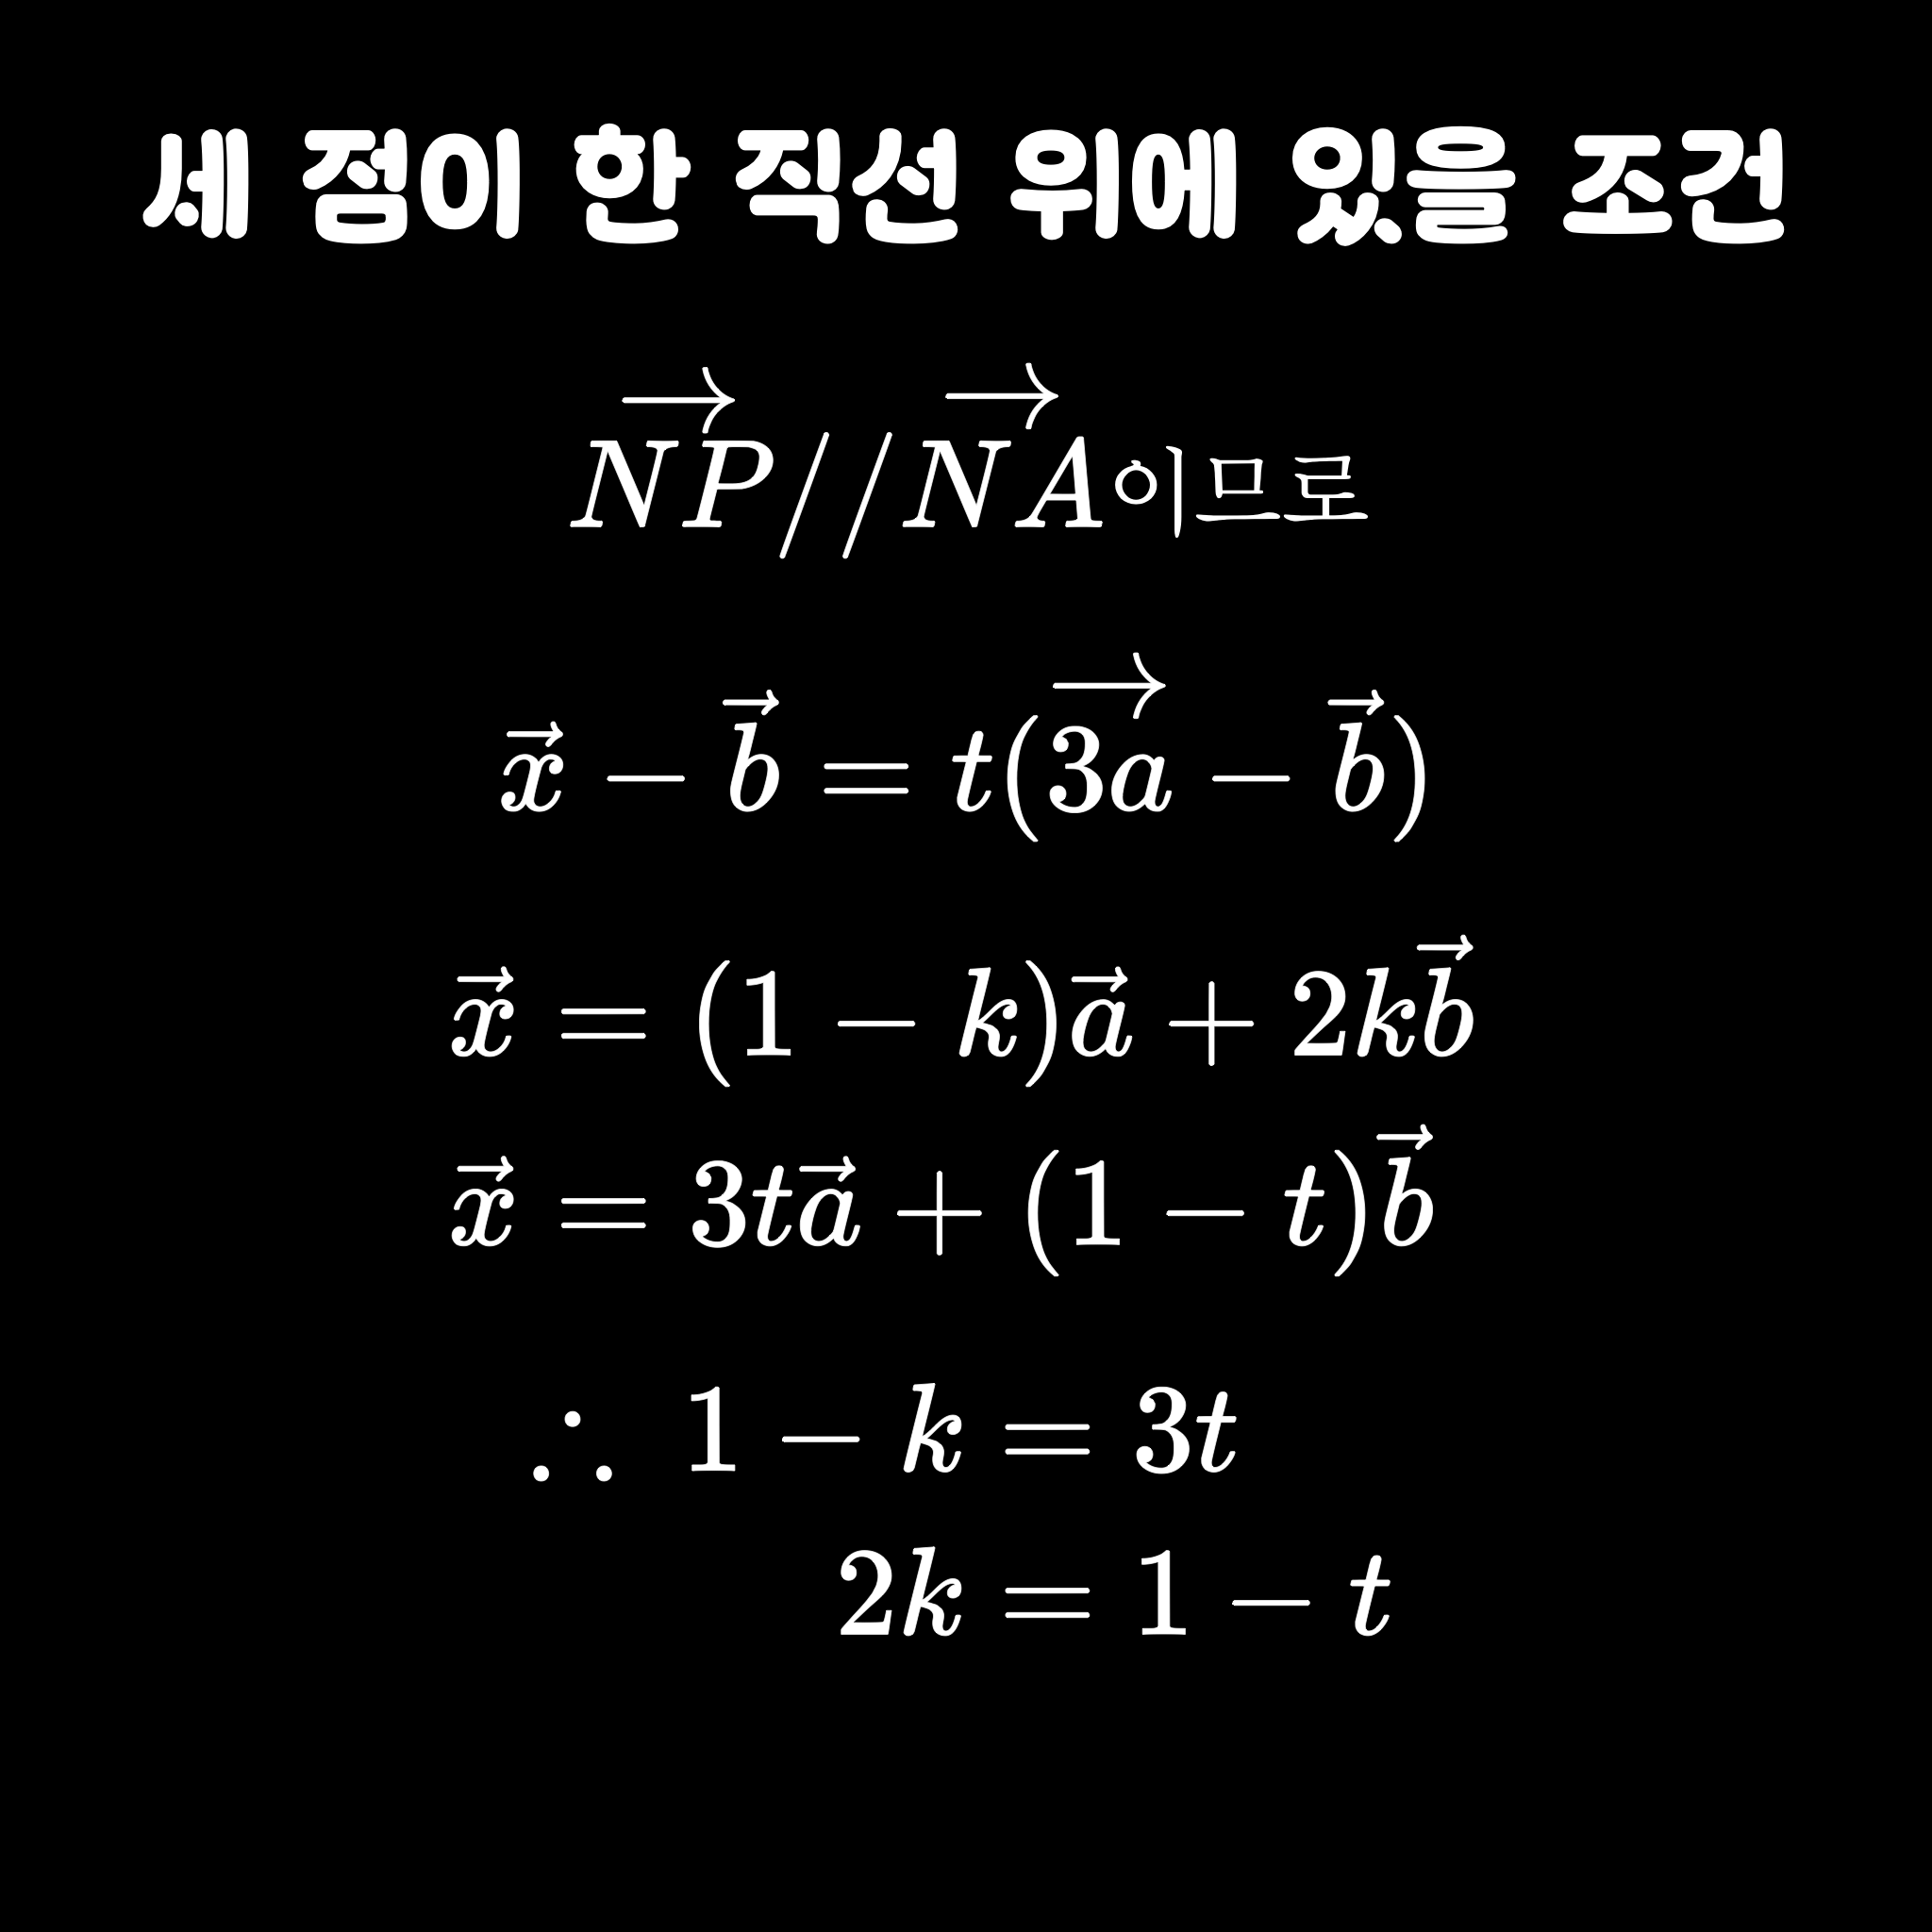 세 점이 한 직선 위에 있을 조건
$\overrightarrow{NP}//\overrightarrow{NA}$이므로
$\vec{x} - \vec{b} = t(\overrightarrow{3a} - \vec{b})$
$\vec{x} = (1 - k)\vec{a} + 2k\vec{b}$
$\vec{x} = 3t\vec{a} + (1 - t)\vec{b}$
$\therefore 1 - k = 3t$
$2k = 1 - t$